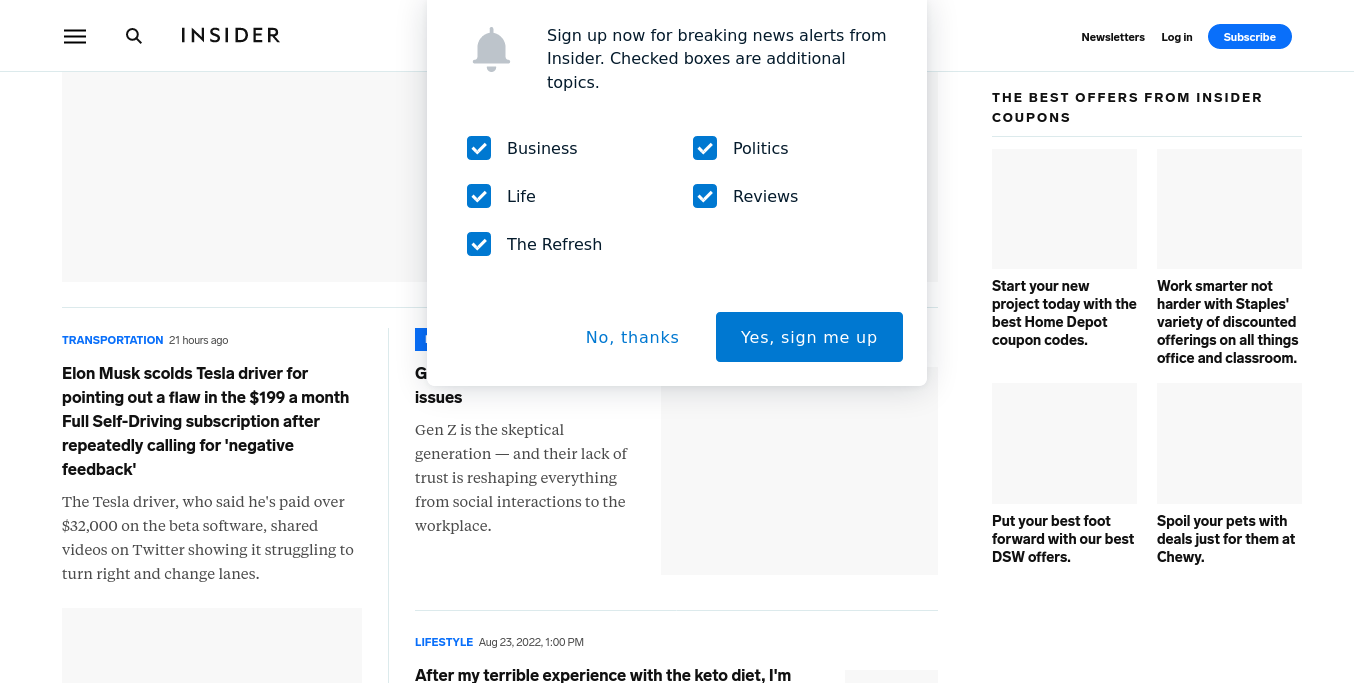 INSIDER
Newsletters
Log in
Subscribe
Sign up now for breaking news alerts from
Insider. Checked boxes are additional
topics.
Business
Politics
Life
Reviews
The Refresh
No, thanks
Yes, sign me up
TRANSPORTATION 21 hours ago
Elon Musk scolds Tesla driver for
pointing out a flaw in the $199 a month
Full Self-Driving subscription after
repeatedly calling for 'negative
feedback'
The Tesla driver, who said he's paid over
$32,000 on the beta software, shared
videos on Twitter showing it struggling to
turn right and change lanes.
issues
Gen Z is the skeptical
generation — and their lack of
trust is reshaping everything
from social interactions to the
workplace.
LIFESTYLE Aug 23, 2022, 1:00 PM
After my terrible experience with the keto diet, I'm
THE BEST OFFERS FROM INSIDER
COUPONS
Start your new
project today with the
best Home Depot
coupon codes.
Work smarter not
harder with Staples'
variety of discounted
offerings on all things
office and classroom.
Put your best foot
forward with our best
DSW offers.
Spoil your pets with
deals just for them at
Chewy.